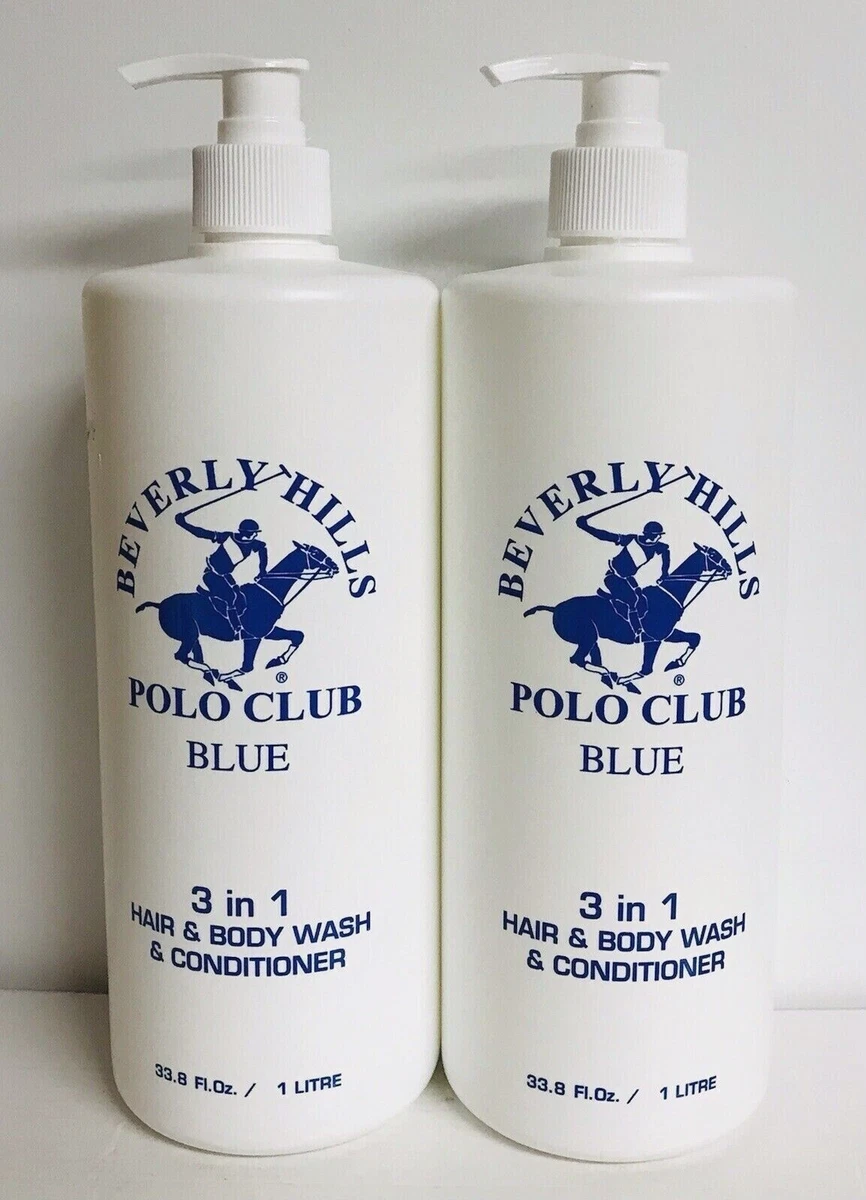 BEVERLY HILLS
®
POLO CLUB
BLUE
3 in 1
HAIR & BODY WASH
& CONDITIONER
33.8 Fl.Oz. / 1 LITRE
BEVERLY HILLS
®
POLO CLUB
BLUE
3 in 1
HAIR & BODY WASH
& CONDITIONER
33.8 Fl.Oz. / 1 LITRE